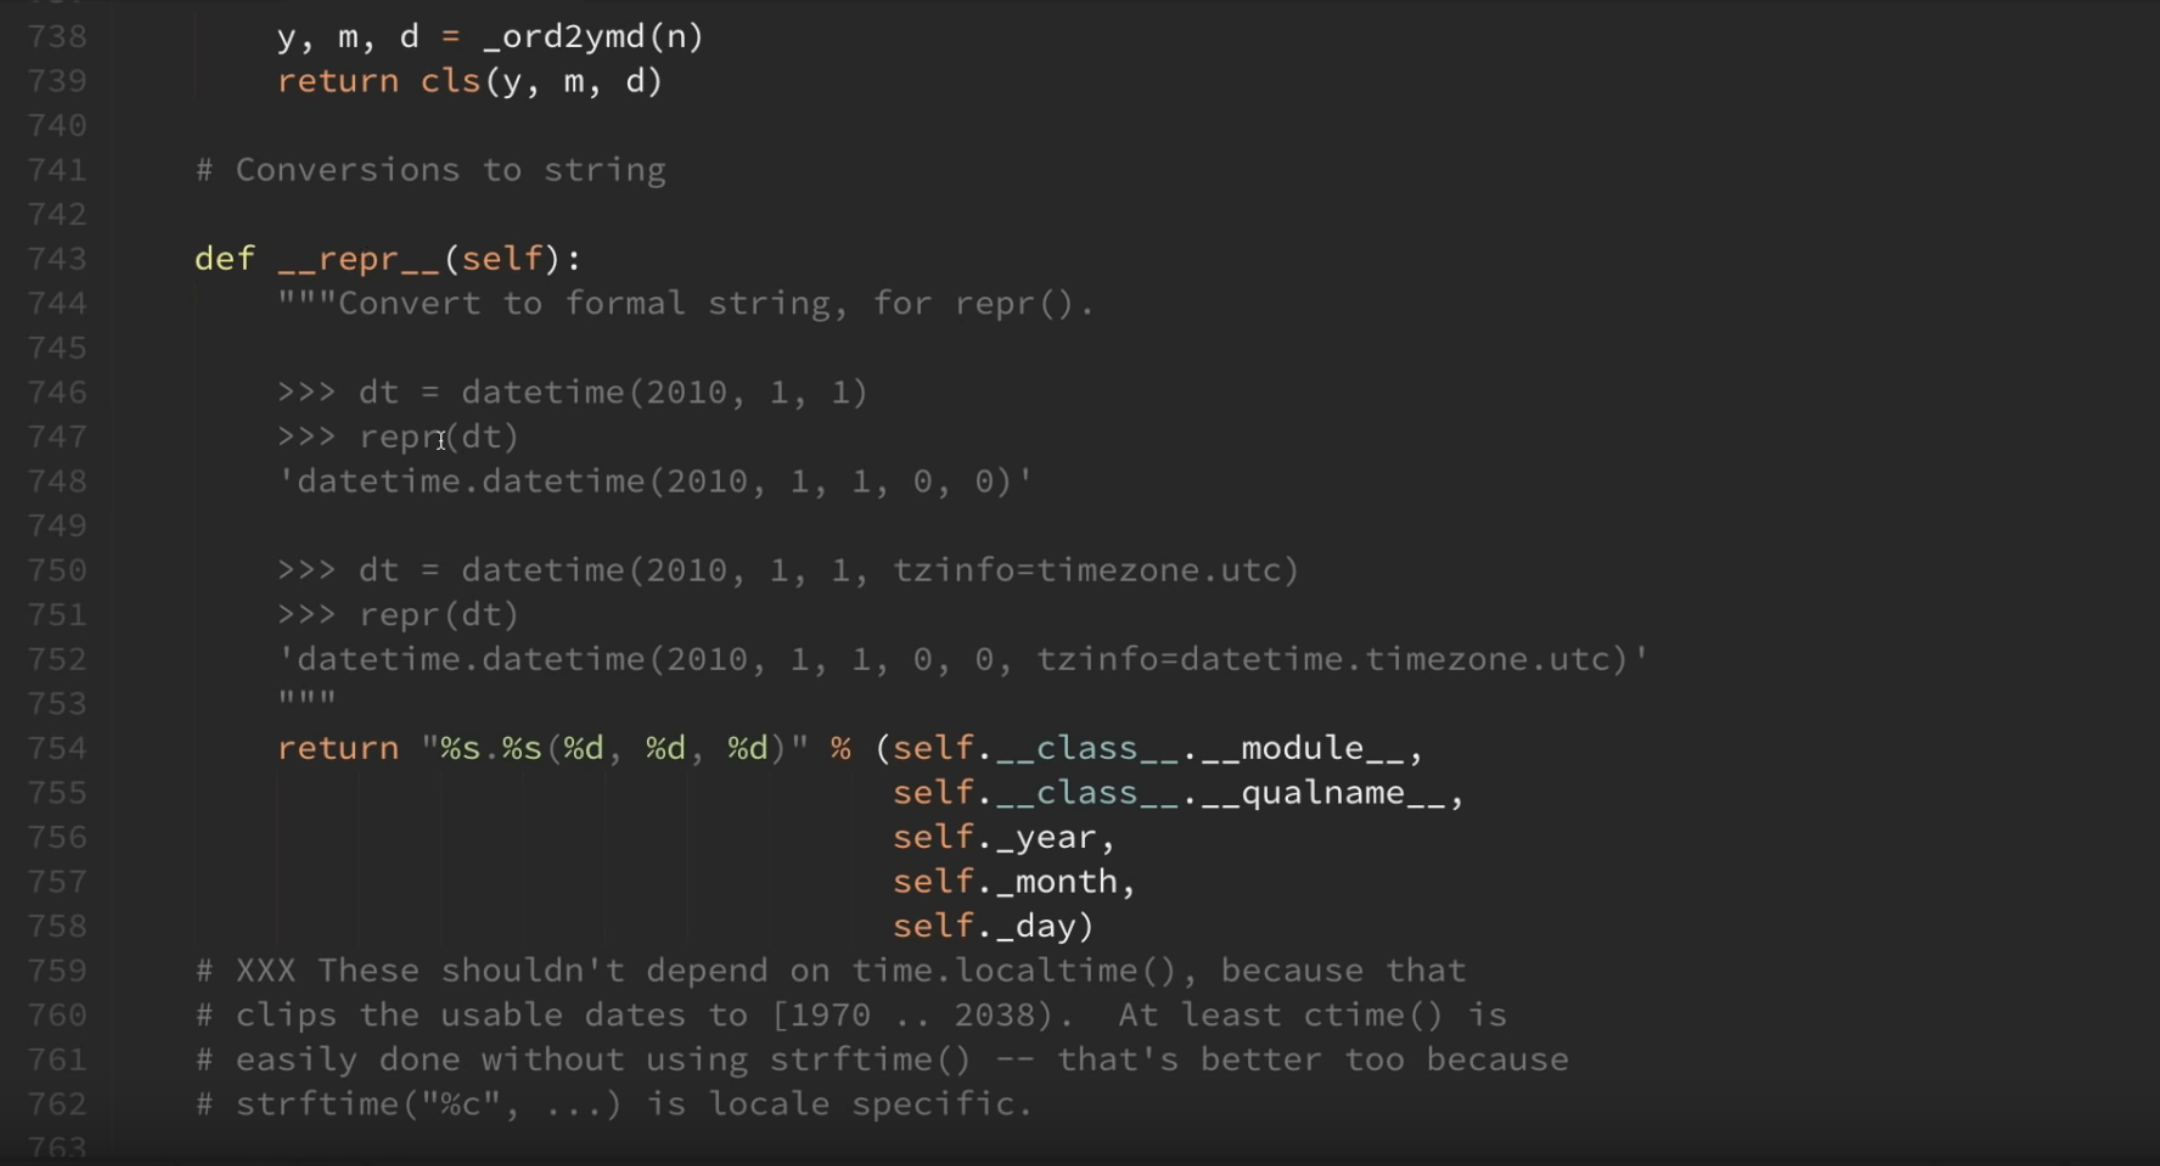 738 y, m, d = _ord2ymd(n)
739 return cls(y, m, d)
740
741 # Conversions to string
742
743 def __repr__(self):
744 """Convert to formal string, for repr().
745
746 >>> dt = datetime(2010, 1, 1)
747 >>> repr(dt)
748 'datetime.datetime(2010, 1, 1, 0, 0)'
749
750 >>> dt = datetime(2010, 1, 1, tzinfo=timezone.utc)
751 >>> repr(dt)
752 'datetime.datetime(2010, 1, 1, 0, 0, tzinfo=datetime.timezone.utc)'
753 """
754 return "%s.%s(%d, %d, %d)" % (self.__class__.__module__,
755 self.__class__.__qualname__,
756 self._year,
757 self._month,
758 self._day)
759 # XXX These shouldn't depend on time.localtime(), because that
760 # clips the usable dates to [1970 .. 2038).  At least ctime() is
761 # easily done without using strftime() -- that's better too because
762 # strftime("%c", ...) is locale specific.
763